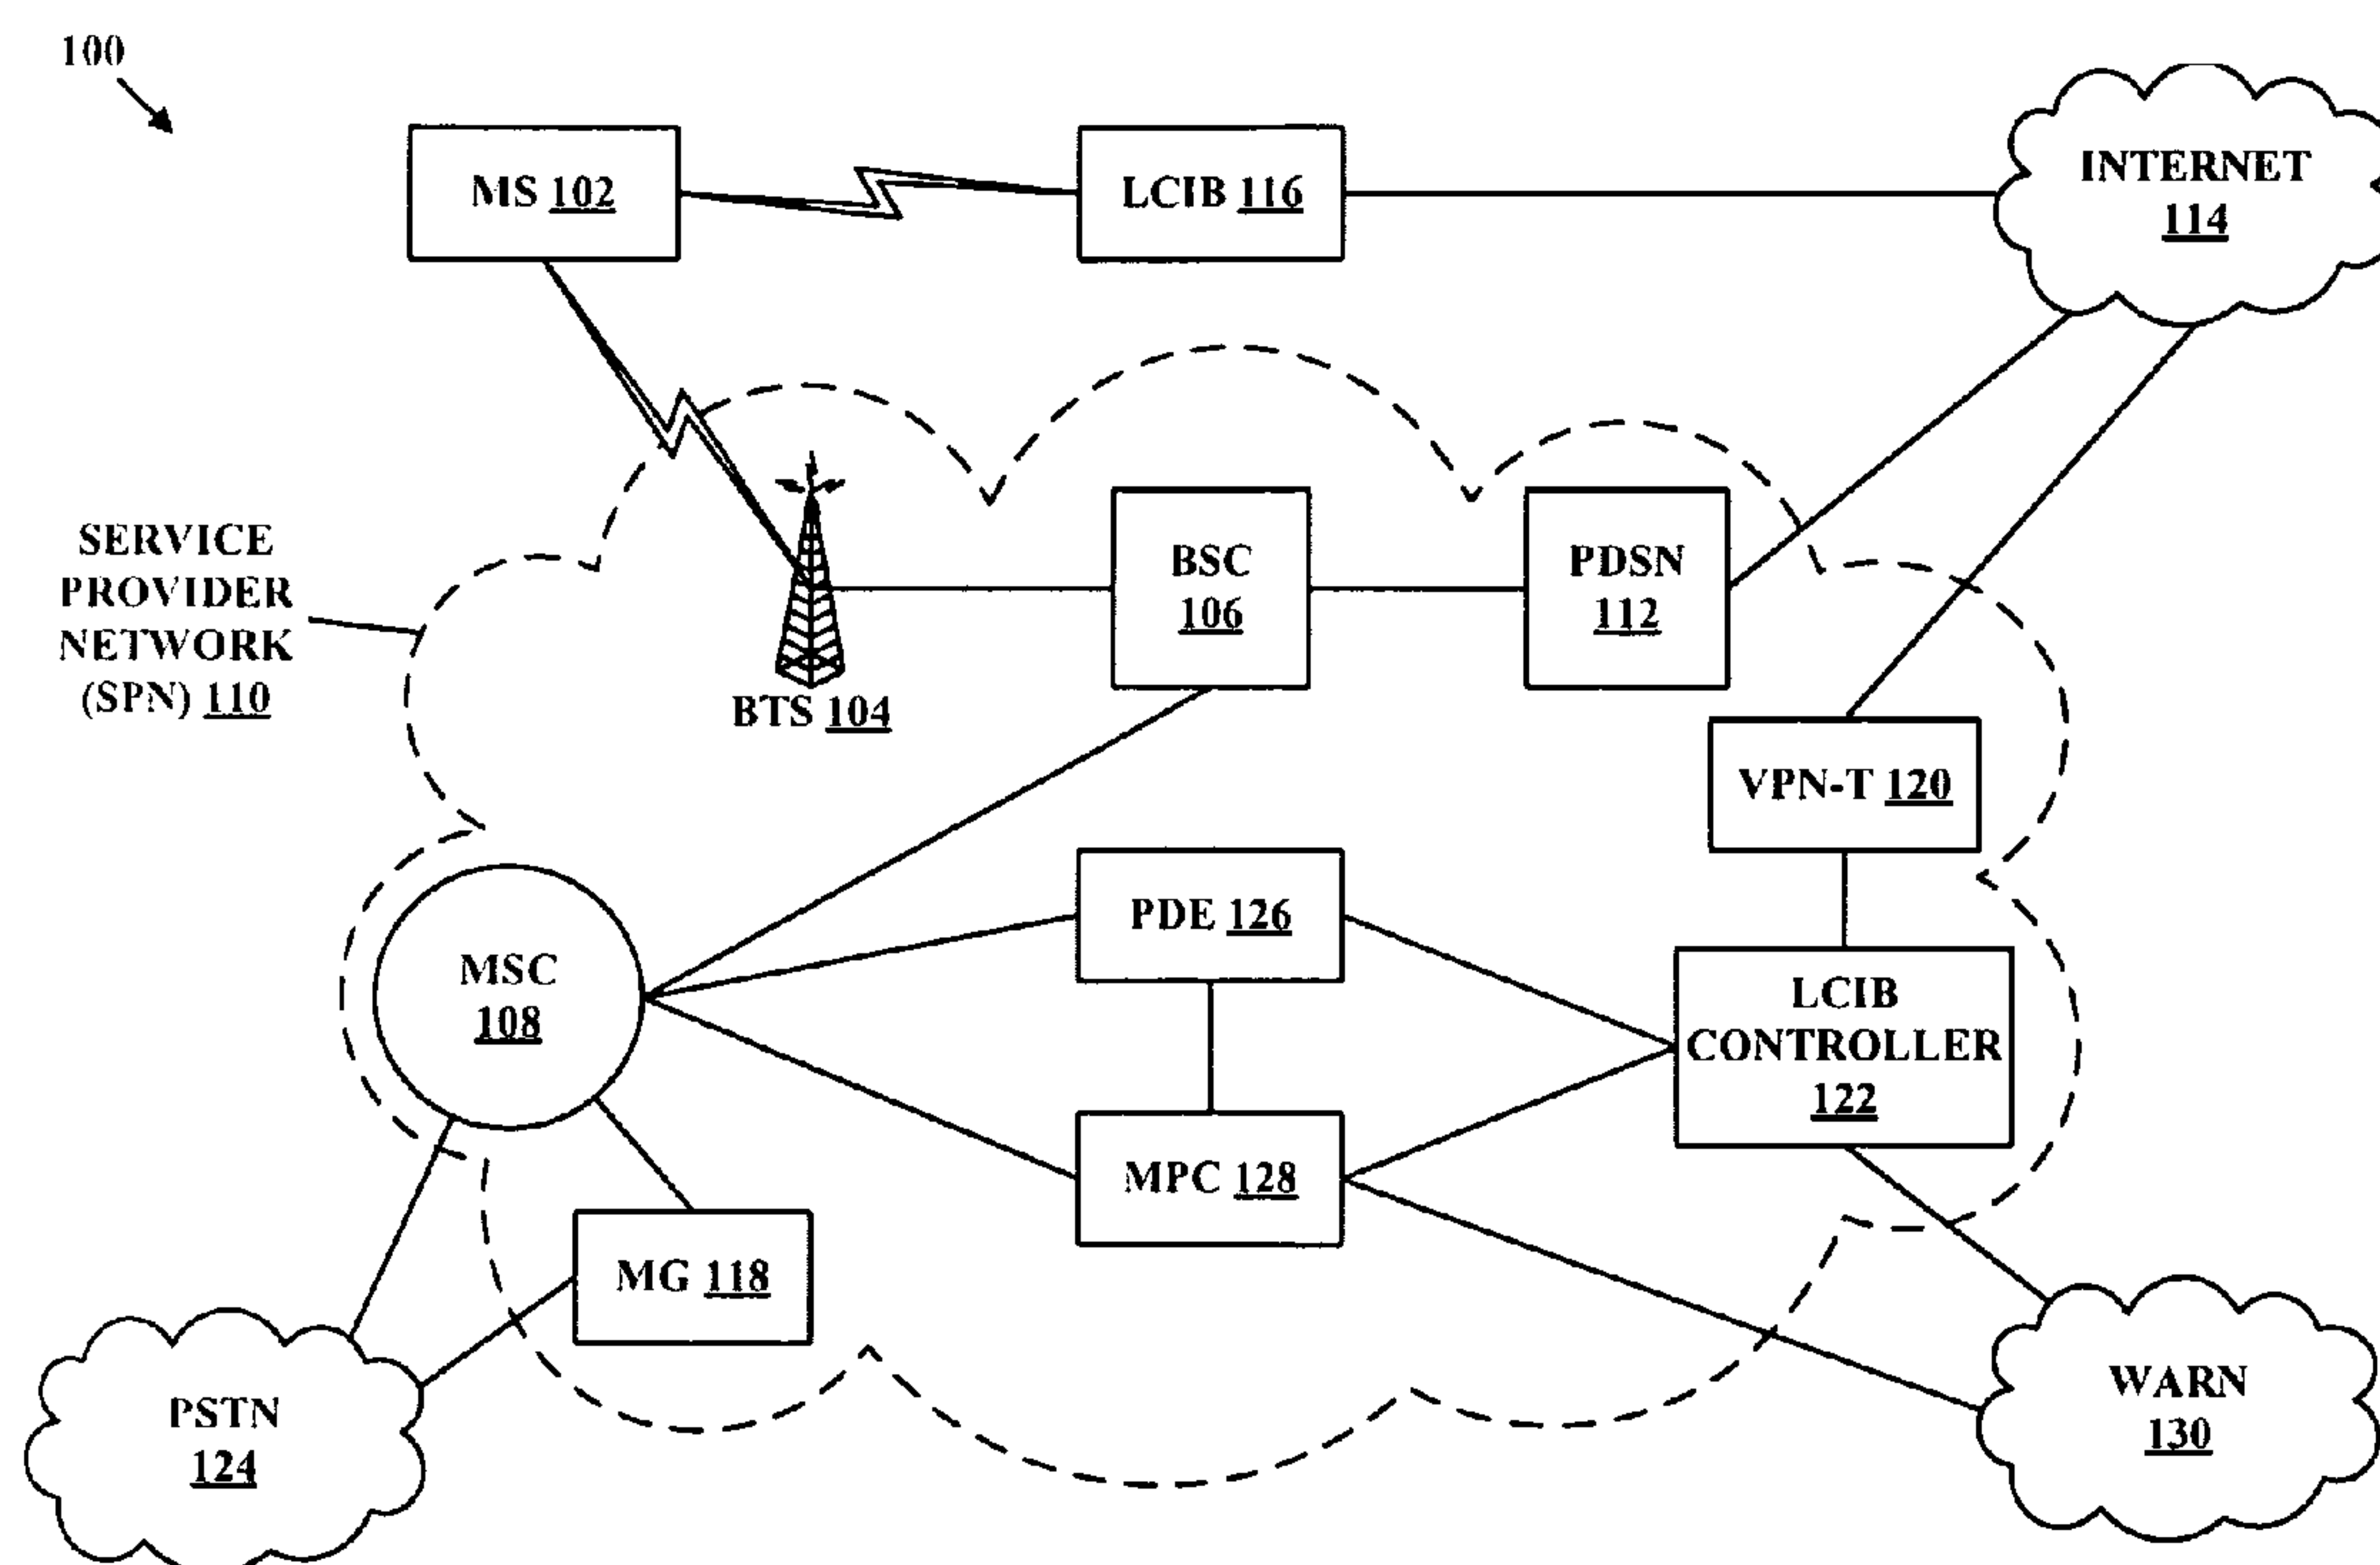 100
MS 102
LCIB 116
INTERNET
114
SERVICE
PROVIDER
NETWORK
(SPN) 110
BTS 104
BSC
106
PDSN
112
VPN-T 120
MSC
108
PDE 126
LCIB
CONTROLLER
122
MPC 128
MG 118
PSTN
124
WARN
130